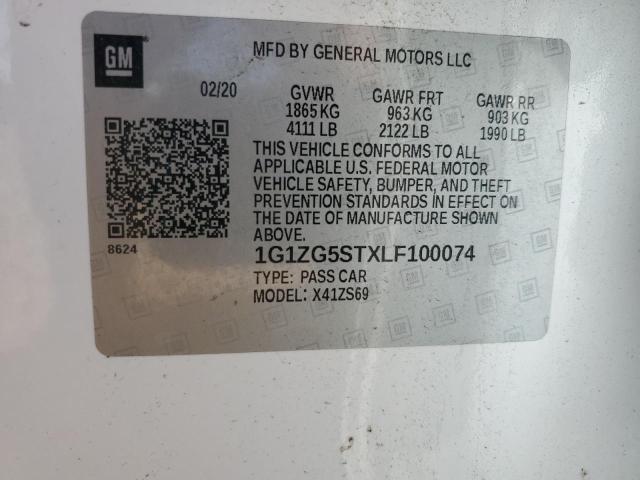 GM
MFD BY GENERAL MOTORS LLC
02/20 GVWR GAWR FRT GAWR RR
1865 KG 963 KG 903 KG
4111 LB 2122 LB 1990 LB
THIS VEHICLE CONFORMS TO ALL
APPLICABLE U.S. FEDERAL MOTOR
VEHICLE SAFETY, BUMPER, AND THEFT
PREVENTION STANDARDS IN EFFECT ON
THE DATE OF MANUFACTURE SHOWN
ABOVE.
8624
1G1ZG5STXLF100074
TYPE: PASS CAR
MODEL: X41ZS69